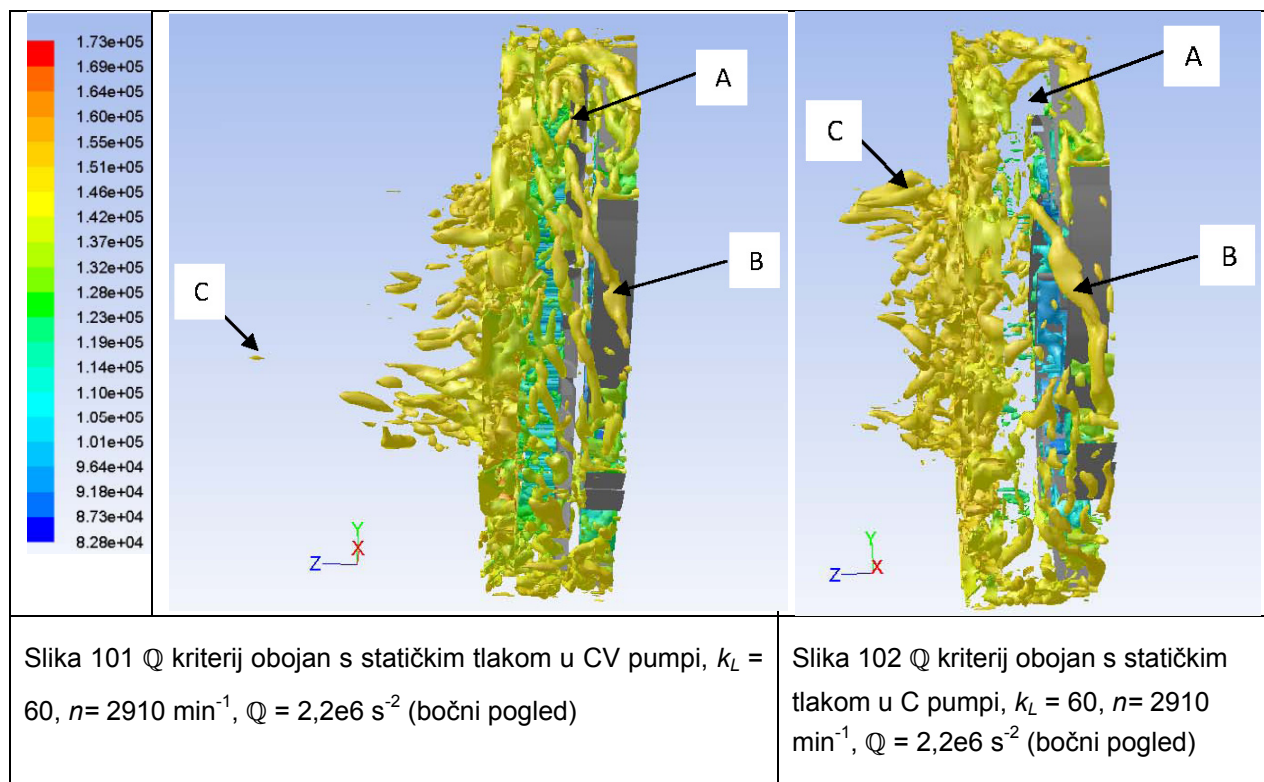 1.73e+05
1.69e+05
1.64e+05
1.60e+05
1.55e+05
1.51e+05
1.46e+05
1.42e+05
1.37e+05
1.32e+05
1.28e+05
1.23e+05
1.19e+05
1.14e+05
1.10e+05
1.05e+05
1.01e+05
9.64e+04
9.18e+04
8.73e+04
8.28e+04
A
B
C
Y
X
Z
A
C
B
Y
X
Z
Slika 101 ℚ kriterij obojan s statičkim tlakom u CV pumpi, k_L =
60, n= 2910 min⁻¹, ℚ = 2,2e6 s⁻² (bočni pogled)
Slika 102 ℚ kriterij obojan s statičkim
tlakom u C pumpi, k_L = 60, n= 2910
min⁻¹, ℚ = 2,2e6 s⁻² (bočni pogled)